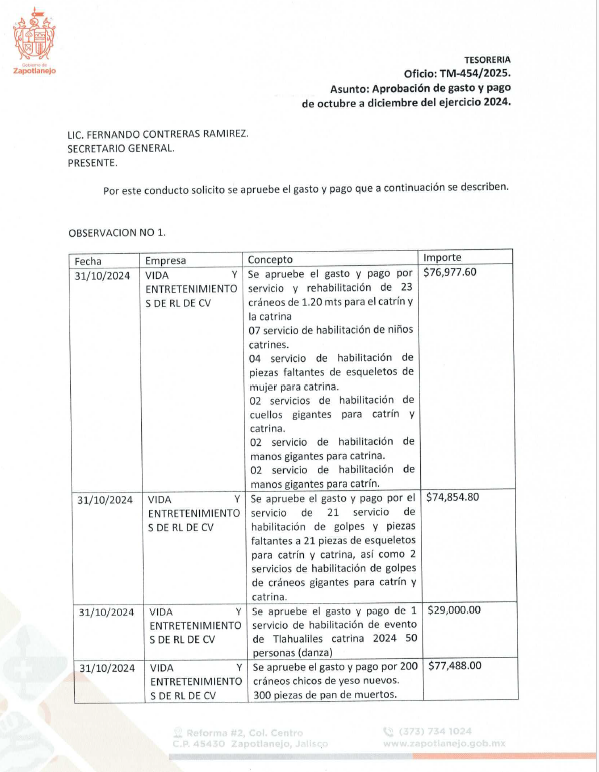 Gobierno de
Zapotlanejo
TESORERIA
Oficio: TM-454/2025.
Asunto: Aprobación de gasto y pago
de octubre a diciembre del ejercicio 2024.
LIC. FERNANDO CONTRERAS RAMIREZ.
SECRETARIO GENERAL.
PRESENTE.
Por este conducto solicito se apruebe el gasto y pago que a continuación se describen.
OBSERVACION NO 1.
Fecha Empresa Concepto Importe
31/10/2024 VIDA Y Se apruebe el gasto y pago por $76,977.60
ENTRETENIMIENTO servicio y rehabilitación de 23
S DE RL DE CV cráneos de 1.20 mts para el catrín y
la catrina
07 servicio de habilitación de niños
catrines.
04 servicio de habilitación de
piezas faltantes de esqueletos de
mujer para catrina.
02 servicios de habilitación de
cuellos gigantes para catrín y
catrina.
02 servicio de habilitación de
manos gigantes para catrina.
02 servicio de habilitación de
manos gigantes para catrín.
31/10/2024 VIDA Y Se apruebe el gasto y pago por el $74,854.80
ENTRETENIMIENTO servicio de 21 servicio de
S DE RL DE CV habilitación de golpes y piezas
faltantes a 21 piezas de esqueletos
para catrín y catrina, así como 2
servicios de habilitación de golpes
de cráneos gigantes para catrín y
catrina.
31/10/2024 VIDA Y Se apruebe el gasto y pago de 1 $29,000.00
ENTRETENIMIENTO servicio de habilitación de evento
S DE RL DE CV de Tlahualiles catrina 2024 50
personas (danza)
31/10/2024 VIDA Y Se apruebe el gasto y pago por 200 $77,488.00
ENTRETENIMIENTO cráneos chicos de yeso nuevos.
S DE RL DE CV 300 piezas de pan de muertos.
Reforma #2, Col. Centro (373) 734 1024
C.P. 45430 Zapotlanejo, Jalisco www.zapotlanejo.gob.mx